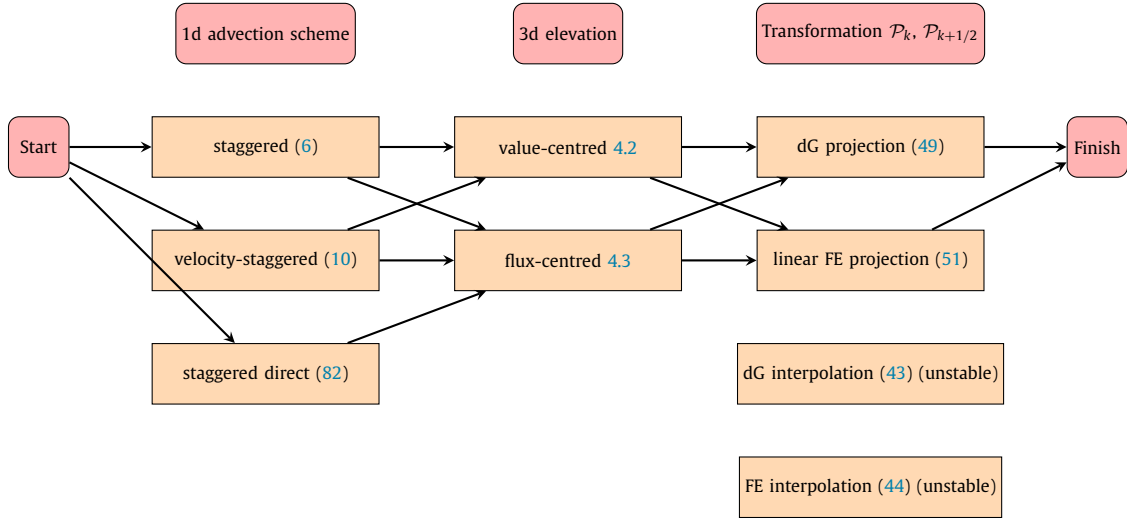 1d advection scheme
3d elevation
Transformation 𝒫ₖ, 𝒫ₖ₊₁/₂
Start
staggered (6)
value-centred 4.2
dG projection (49)
Finish
velocity-staggered (10)
flux-centred 4.3
linear FE projection (51)
staggered direct (82)
dG interpolation (43) (unstable)
FE interpolation (44) (unstable)